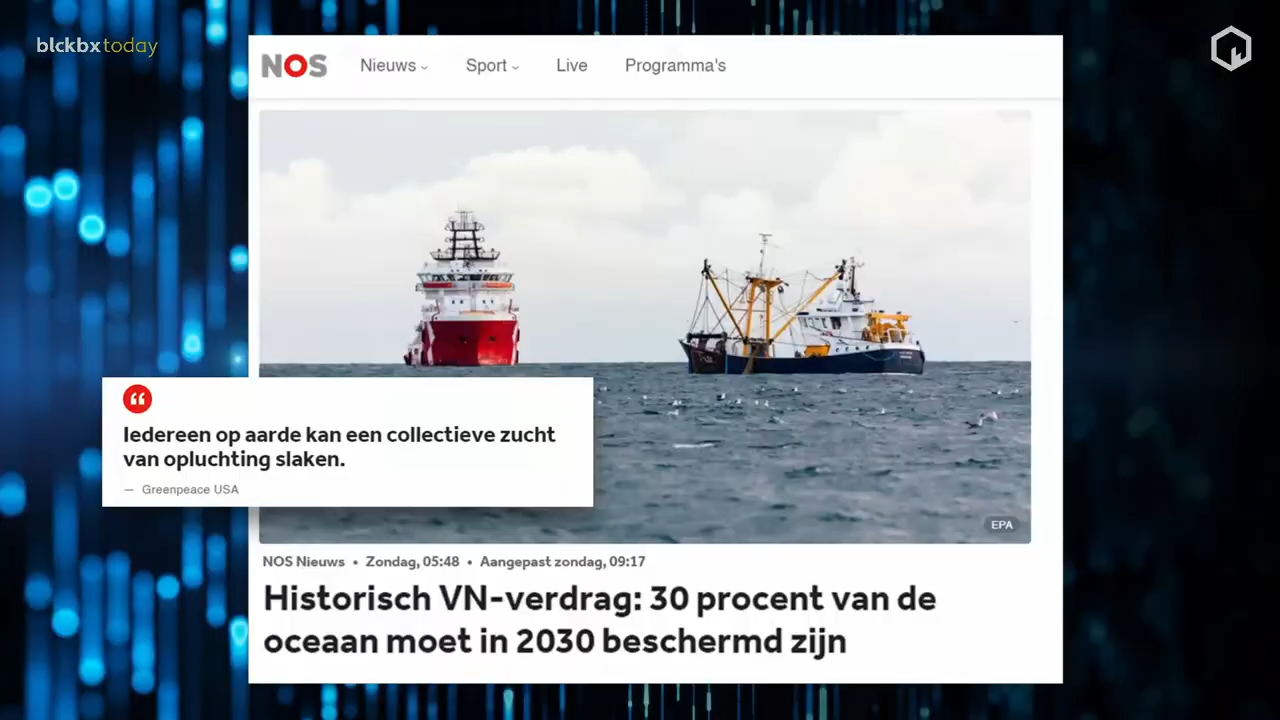 blckbxtoday
NOS
Nieuws
Sport
Live
Programma's
Iedereen op aarde kan een collectieve zucht
van opluchting slaken.
— Greenpeace USA
EPA
NOS Nieuws • Zondag, 05:48 • Aangepast zondag, 09:17
Historisch VN-verdrag: 30 procent van de
oceaan moet in 2030 beschermd zijn